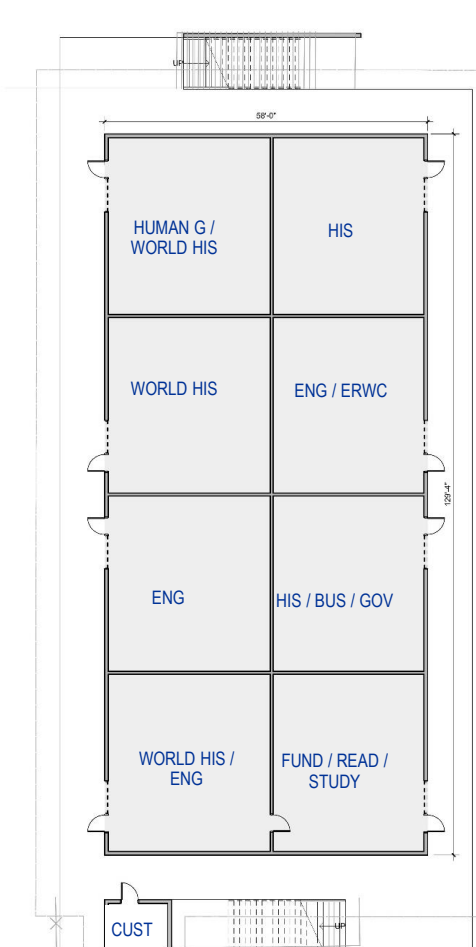 UP
58'-0"
HUMAN G /
WORLD HIS
HIS
WORLD HIS
ENG / ERWC
129'-4"
ENG
HIS / BUS / GOV
WORLD HIS /
ENG
FUND / READ /
STUDY
CUST
UP